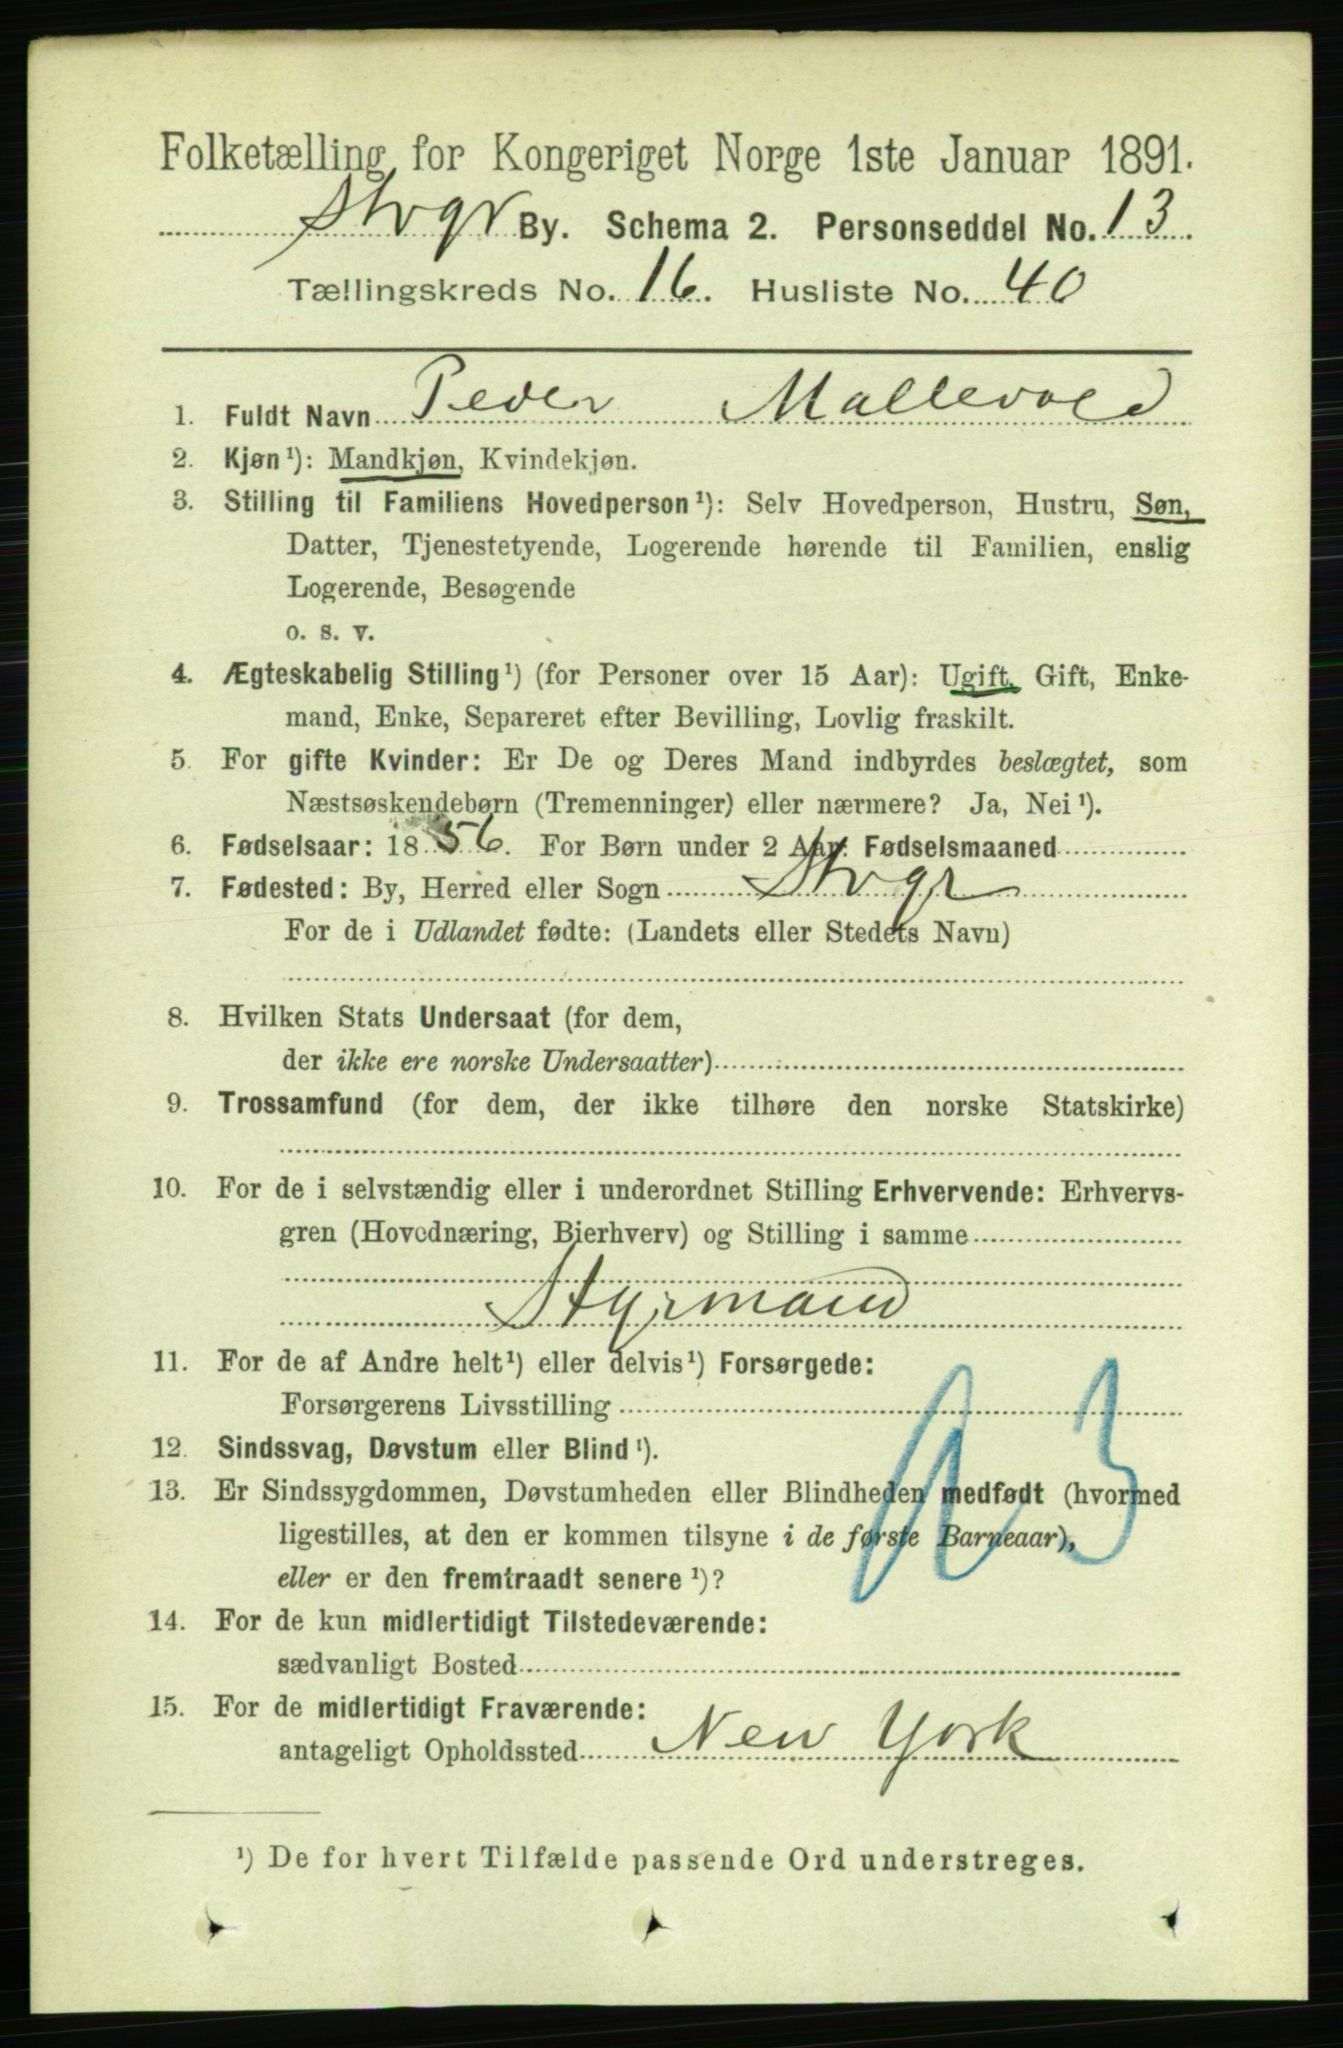 Folketælling for Kongeriget Norge 1ste Januar 1891.
Stvgr By. Schema 2. Personseddel No. 13.
Tællingskreds No. 16. Husliste No. 40
1. Fuldt Navn Peder Mallevold
2. Kjøn¹): Mandkjøn, Kvindekjøn.
3. Stilling til Familiens Hovedperson¹): Selv Hovedperson, Hustru, Søn,
Datter, Tjenestetyende, Logerende hørende til Familien, enslig
Logerende, Besøgende
o. s. v.
4. Ægteskabelig Stilling¹) (for Personer over 15 Aar): Ugift, Gift, Enke-
mand, Enke, Separeret efter Bevilling, Lovlig fraskilt.
5. For gifte Kvinder: Er De og Deres Mand indbyrdes beslægtet, som
Næstsøskendebørn (Tremenninger) eller nærmere? Ja, Nei¹).
6. Fødselsaar: 1856. For Børn under 2 Aar: Fødselsmaaned
7. Fødested: By, Herred eller Sogn Stvgr
For de i Udlandet fødte: (Landets eller Stedets Navn)
8. Hvilken Stats Undersaat (for dem,
der ikke ere norske Undersaatter)
9. Trossamfund (for dem, der ikke tilhøre den norske Statskirke)
10. For de i selvstændig eller i underordnet Stilling Erhvervende: Erhvervs-
gren (Hovednæring, Bierhverv) og Stilling i samme
Styrmand
11. For de af Andre helt¹) eller delvis¹) Forsørgede:
Forsørgerens Livsstilling
12. Sindssvag, Døvstum eller Blind¹).
13. Er Sindssygdommen, Døvstumheden eller Blindheden medfødt (hvormed
ligestilles, at den er kommen tilsyne i de første Barneaar),
eller er den fremtraadt senere¹)?
14. For de kun midlertidigt Tilstedeværende:
sædvanligt Bosted
15. For de midlertidigt Fraværende:
antageligt Opholdssted New York
¹) De for hvert Tilfælde passende Ord understreges.